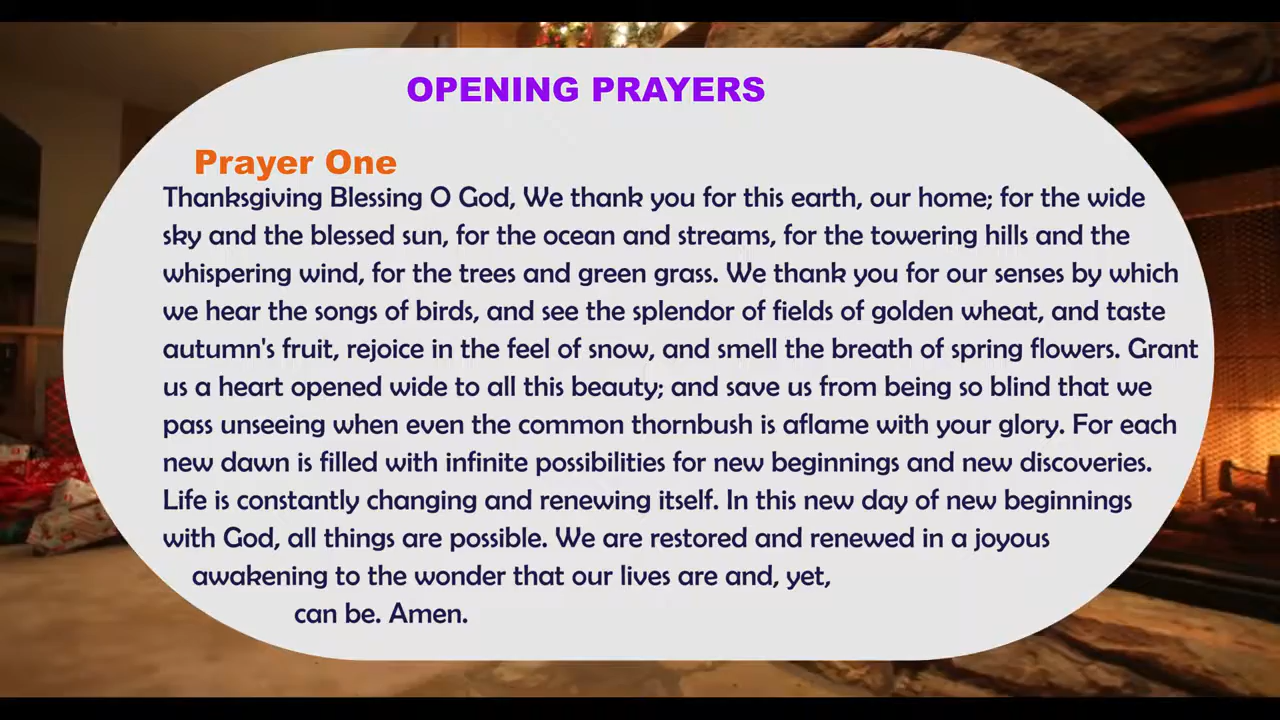 OPENING PRAYERS
Prayer One
Thanksgiving Blessing O God, We thank you for this earth, our home; for the wide
sky and the blessed sun, for the ocean and streams, for the towering hills and the
whispering wind, for the trees and green grass. We thank you for our senses by which
we hear the songs of birds, and see the splendor of fields of golden wheat, and taste
autumn's fruit, rejoice in the feel of snow, and smell the breath of spring flowers. Grant
us a heart opened wide to all this beauty; and save us from being so blind that we
pass unseeing when even the common thornbush is aflame with your glory. For each
new dawn is filled with infinite possibilities for new beginnings and new discoveries.
Life is constantly changing and renewing itself. In this new day of new beginnings
with God, all things are possible. We are restored and renewed in a joyous
awakening to the wonder that our lives are and, yet,
can be. Amen.